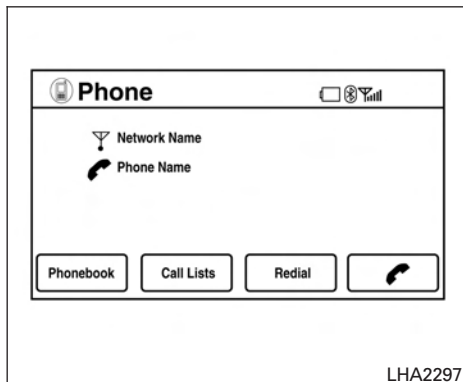 Phone
Network Name
Phone Name
Phonebook Call Lists Redial
LHA2297